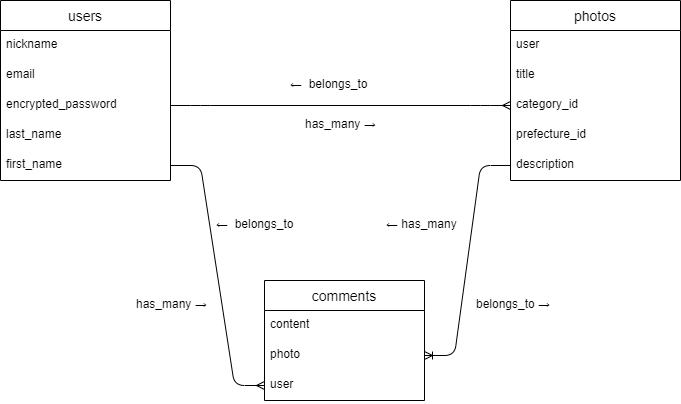 users
nickname
email
encrypted_password
last_name
first_name
photos
user
title
category_id
prefecture_id
description
← belongs_to
has_many →
← belongs_to
has_many →
← has_many
belongs_to →
comments
content
photo
user